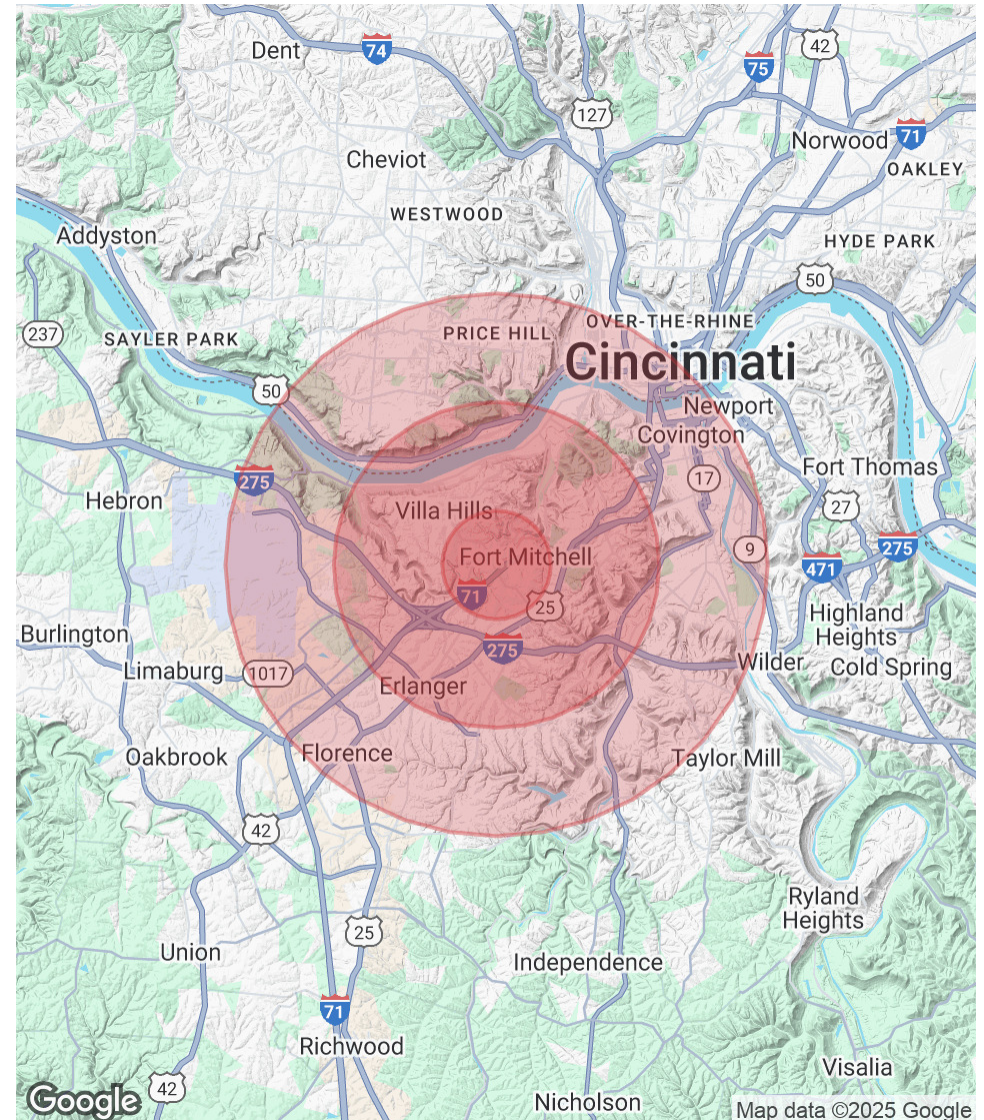 Dent
74
42
75
127
Norwood
71
OAKLEY
Cheviot
WESTWOOD
Addyston
HYDE PARK
50
237
SAYLER PARK
PRICE HILL
OVER-THE-RHINE
Cincinnati
50
Newport
Covington
275
17
Fort Thomas
Hebron
Villa Hills
27
Fort Mitchell
9
275
471
71
25
Highland
Heights
Burlington
275
Limaburg
1017
Wilder
Cold Spring
Erlanger
Oakbrook
Florence
Taylor Mill
42
Ryland
Heights
25
Union
Independence
71
Richwood
Visalia
42
Google
Nicholson
Map data ©2025 Google